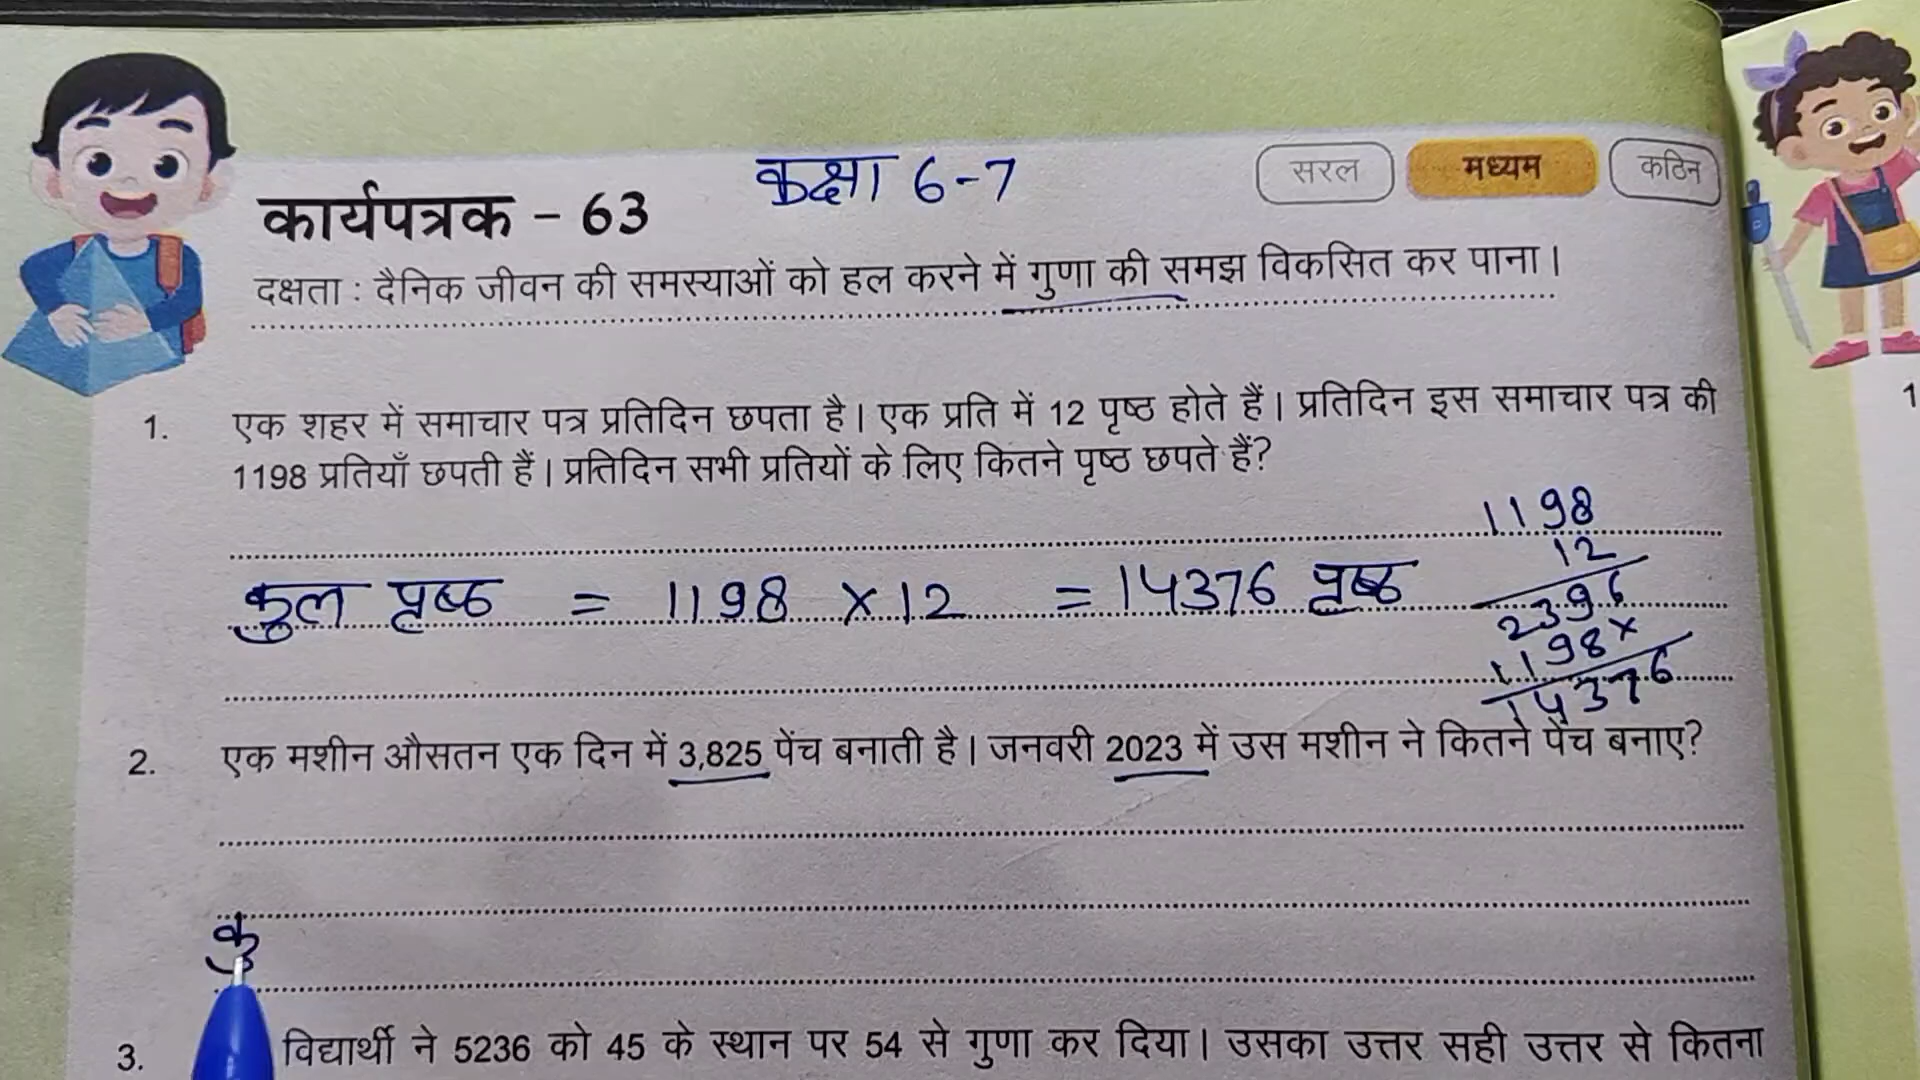 कक्षा 6-7
सरल मध्यम कठिन
कार्यपत्रक - 63
दक्षता : दैनिक जीवन की समस्याओं को हल करने में गुणा की समझ विकसित कर पाना।
1. एक शहर में समाचार पत्र प्रतिदिन छपता है। एक प्रति में 12 पृष्ठ होते हैं। प्रतिदिन इस समाचार पत्र की
1198 प्रतियाँ छपती हैं। प्रतिदिन सभी प्रतियों के लिए कितने पृष्ठ छपते हैं?
कुल पृष्ठ = 1198 × 12 = 14376 पृष्ठ
1198
12
2396
1198×
14376
2. एक मशीन औसतन एक दिन में 3,825 पेंच बनाती है। जनवरी 2023 में उस मशीन ने कितने पेंच बनाए?
कु
3. विद्यार्थी ने 5236 को 45 के स्थान पर 54 से गुणा कर दिया। उसका उत्तर सही उत्तर से कितना
1